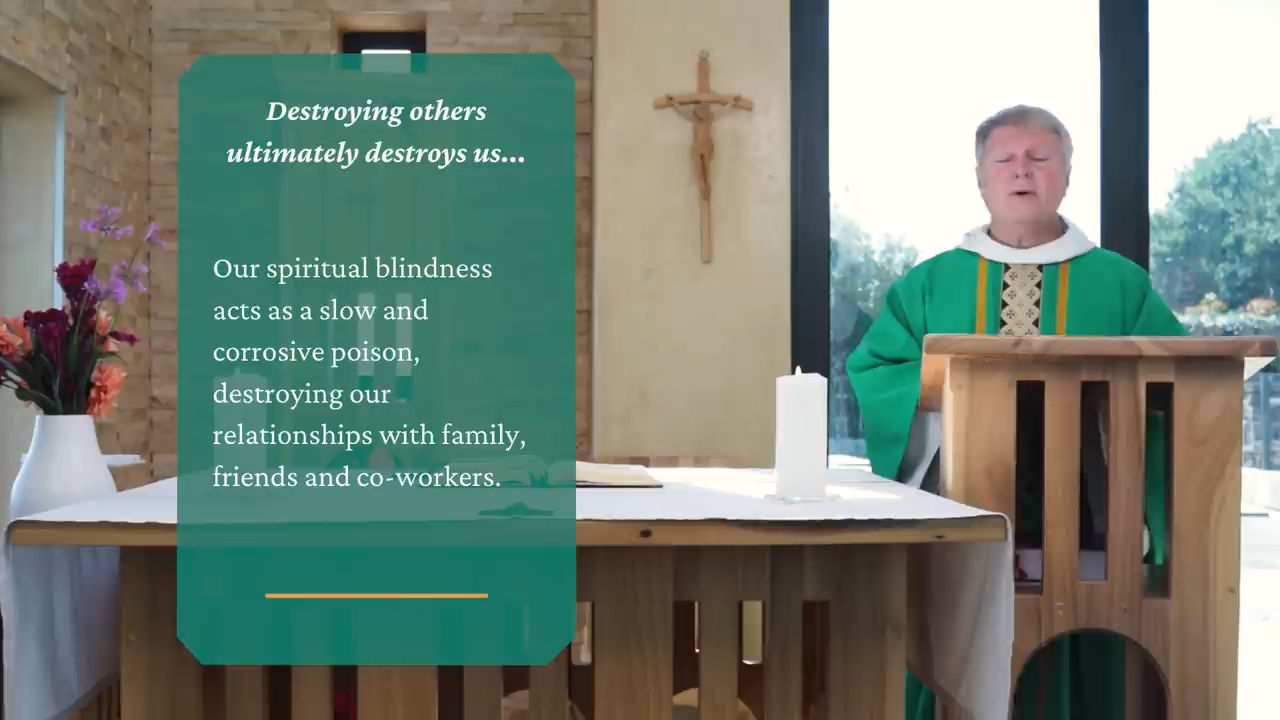 Destroying others
ultimately destroys us...
Our spiritual blindness
acts as a slow and
corrosive poison,
destroying our
relationships with family,
friends and co-workers.